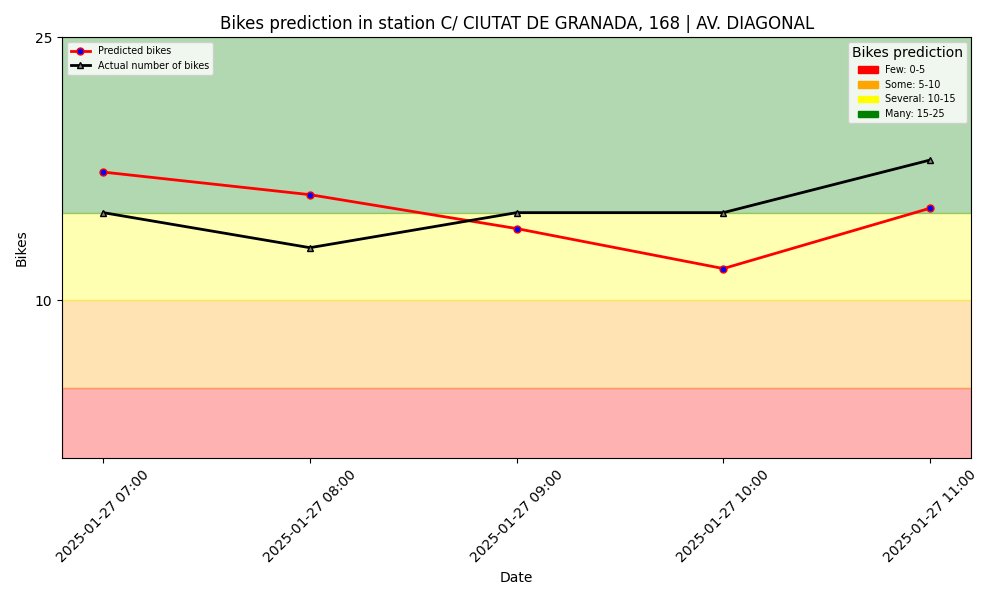 Bikes prediction in station C/ CIUTAT DE GRANADA, 168 | AV. DIAGONAL
25
Predicted bikes
Actual number of bikes
Bikes prediction
Few: 0-5
Some: 5-10
Several: 10-15
Many: 15-25
Bikes
10
2025-01-27 07:00
2025-01-27 08:00
2025-01-27 09:00
2025-01-27 10:00
2025-01-27 11:00
Date